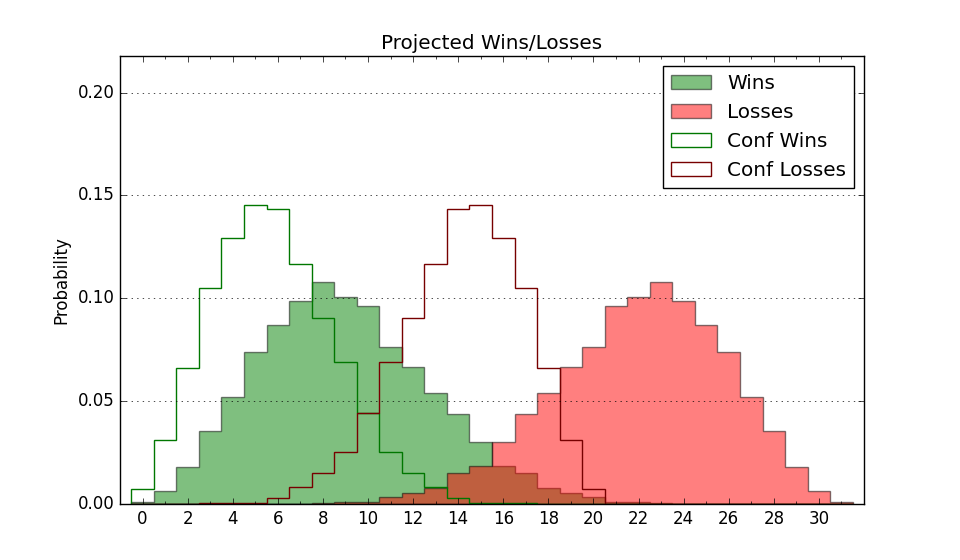 Projected Wins/Losses
Wins
Losses
Conf Wins
Conf Losses
Probability
0.20
0.15
0.10
0.05
0.00
0 2 4 6 8 10 12 14 16 18 20 22 24 26 28 30